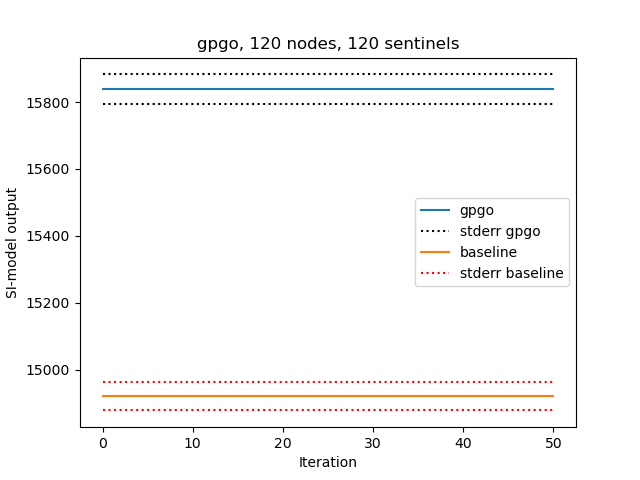 gpgo, 120 nodes, 120 sentinels
SI-model output
15800
15600
15400
15200
15000
gpgo
stderr gpgo
baseline
stderr baseline
0 10 20 30 40 50
Iteration